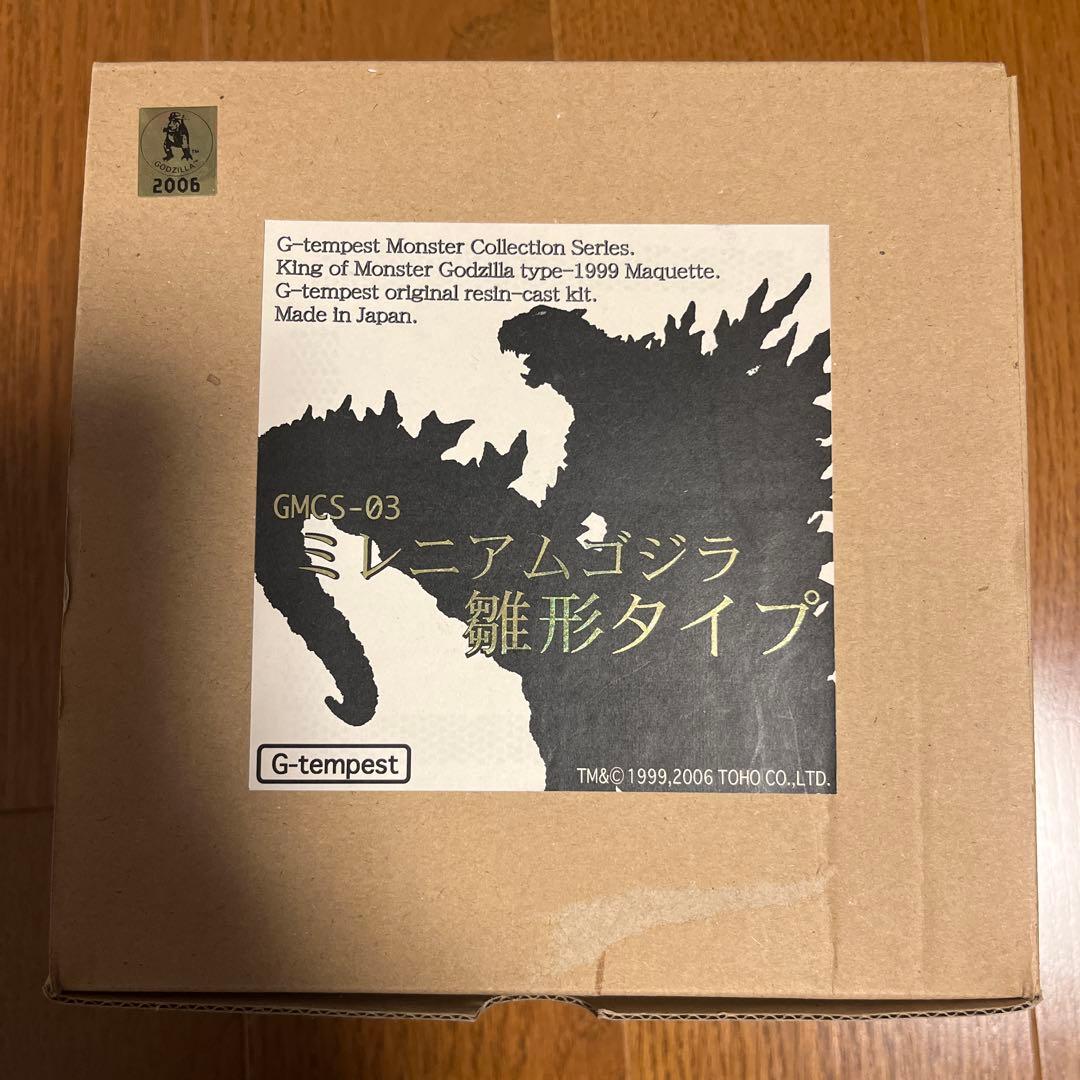 GODZILLA™
2006
G-tempest Monster Collection Series.
King of Monster Godzilla type-1999 Maquette.
G-tempest original resin-cast kit.
Made in Japan.
GMCS-03
ミレニアムゴジラ
雛形タイプ
G-tempest
TM&© 1999,2006 TOHO CO.,LTD.